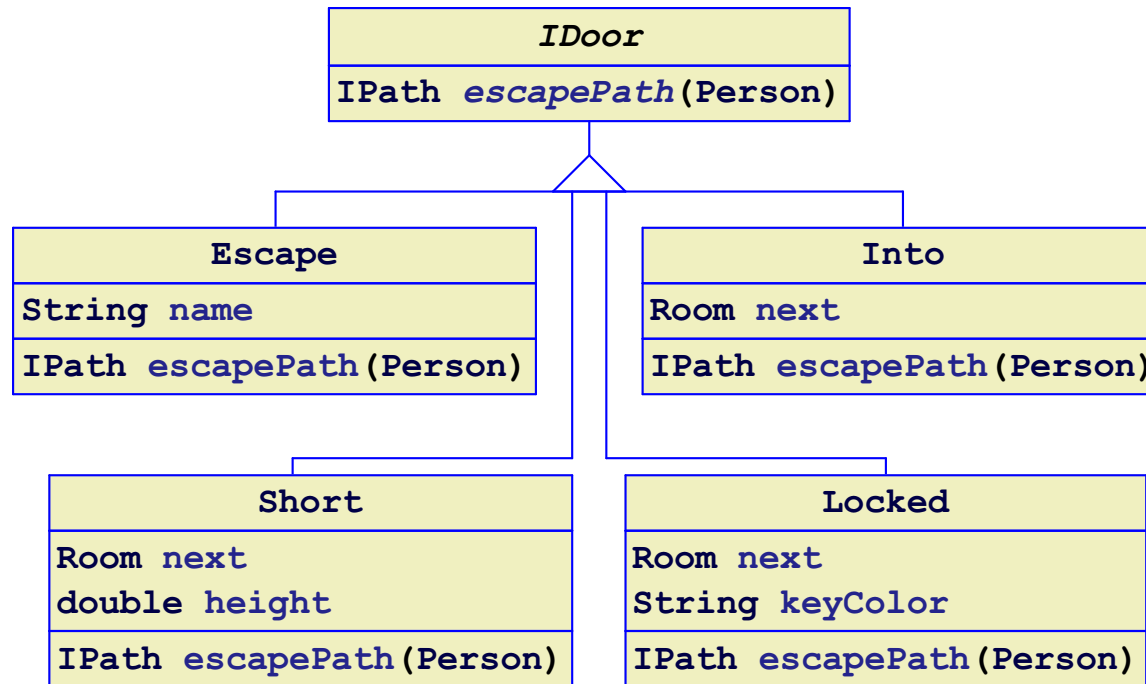 IDoor
IPath escapePath(Person)
Escape
String name
IPath escapePath(Person)
Into
Room next
IPath escapePath(Person)
Short
Room next
double height
IPath escapePath(Person)
Locked
Room next
String keyColor
IPath escapePath(Person)